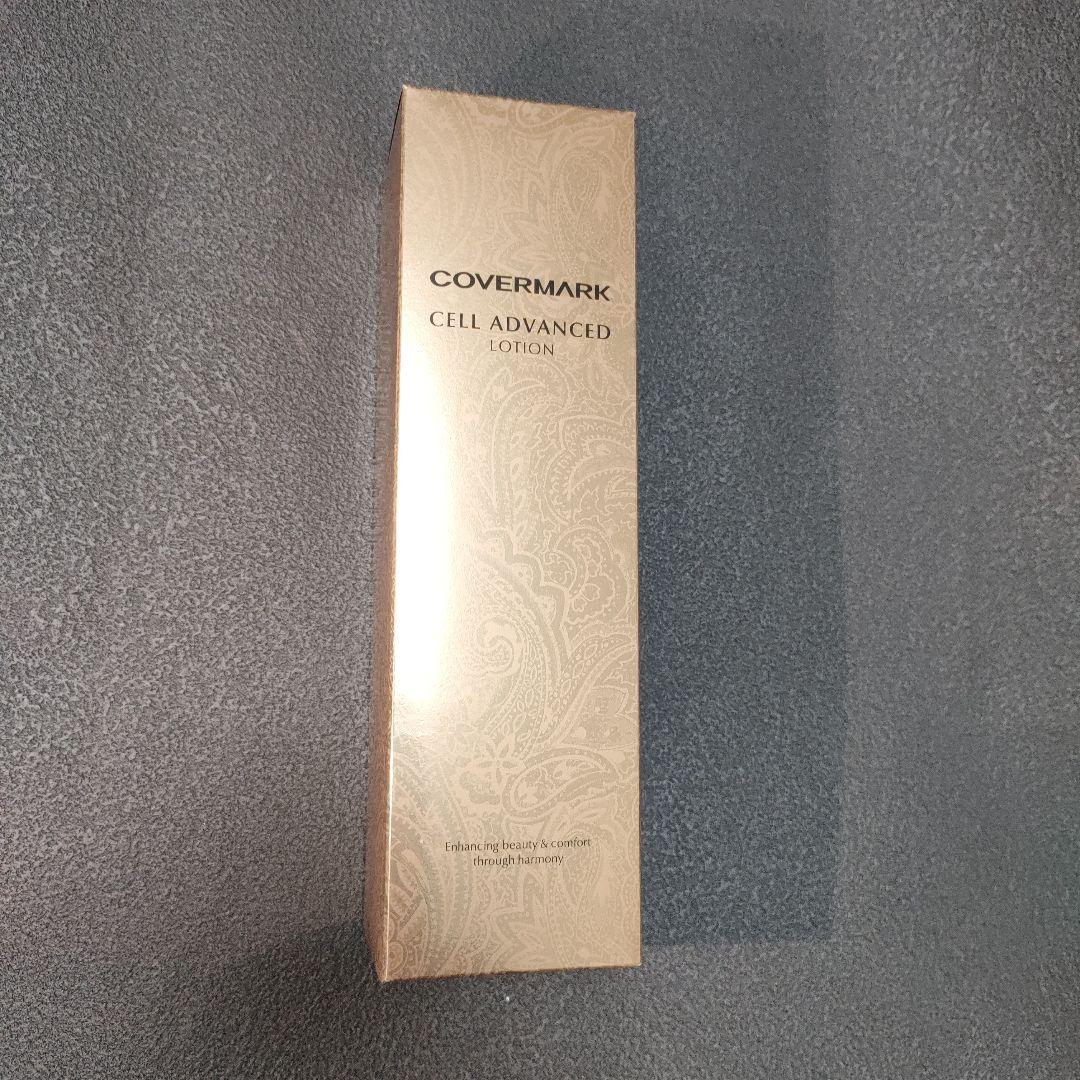 COVERMARK
CELL ADVANCED
LOTION
Enhancing beauty & comfort
through harmony